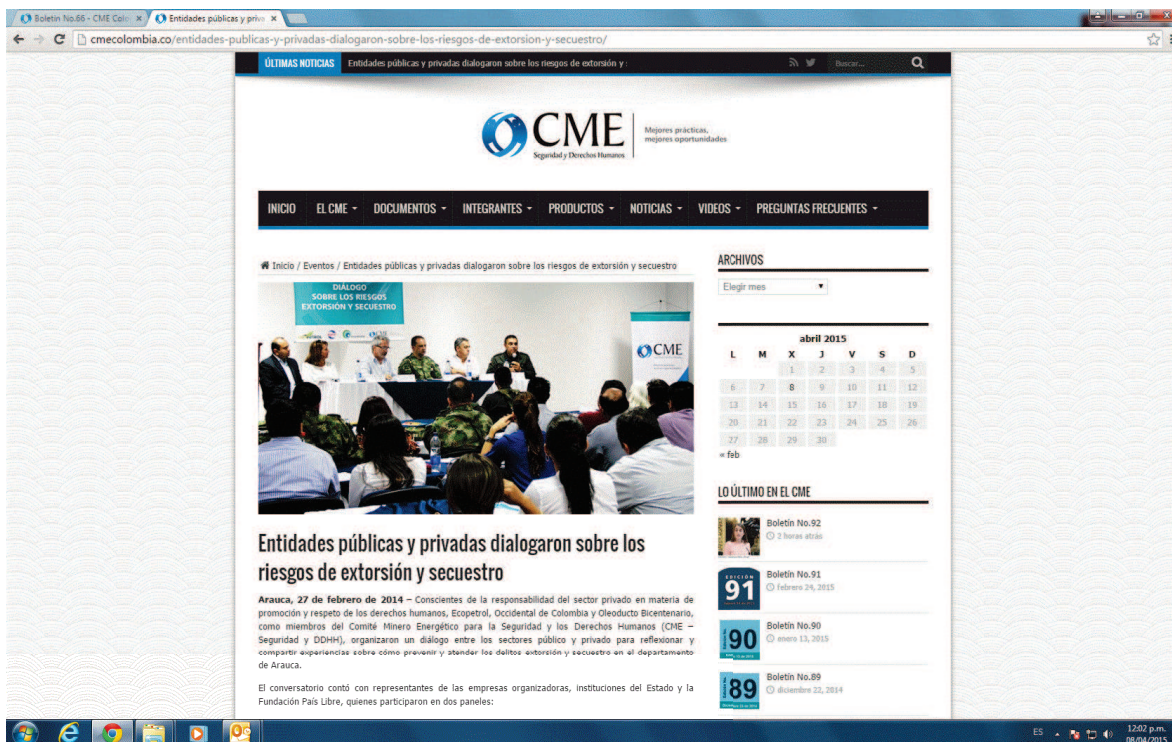 Boletin No.66 - CME Colo
Entidades públicas y priva
cmecolombia.co/entidades-publicas-y-privadas-dialogaron-sobre-los-riesgos-de-extorsion-y-secuestro/
ÚLTIMAS NOTICIAS
Entidades públicas y privadas dialogaron sobre los riesgos de extorsión y
Buscar...
CME
Seguridad y Derechos Humanos
Mejores prácticas,
mejores oportunidades
INICIO EL CME DOCUMENTOS INTEGRANTES PRODUCTOS NOTICIAS VIDEOS PREGUNTAS FRECUENTES
Inicio / Eventos / Entidades públicas y privadas dialogaron sobre los riesgos de extorsión y secuestro
DIÁLOGO
SOBRE LOS RIESGOS
EXTORSIÓN Y SECUESTRO
CME
Entidades públicas y privadas dialogaron sobre los
riesgos de extorsión y secuestro
Arauca, 27 de febrero de 2014 – Conscientes de la responsabilidad del sector privado en materia de
promoción y respeto de los derechos humanos, Ecopetrol, Occidental de Colombia y Oleoducto Bicentenario,
como miembros del Comité Minero Energético para la Seguridad y los Derechos Humanos (CME –
Seguridad y DDHH), organizaron un diálogo entre los sectores público y privado para reflexionar y
compartir experiencias sobre cómo prevenir y atender los delitos extorsión y secuestro en el departamento
de Arauca.
El conversatorio contó con representantes de las empresas organizadoras, instituciones del Estado y la
Fundación País Libre, quienes participaron en dos paneles:
ARCHIVOS
Elegir mes
abril 2015
L M X J V S D
1 2 3 4 5
6 7 8 9 10 11 12
13 14 15 16 17 18 19
20 21 22 23 24 25 26
27 28 29 30
« feb
LO ÚLTIMO EN EL CME
Boletín No.92
2 horas atrás
EDICIÓN
91
Boletín No.91
febrero 24, 2015
90
Boletín No.90
enero 13, 2015
89
Boletín No.89
diciembre 22, 2014
ES
12:02 p.m.
08/04/2015